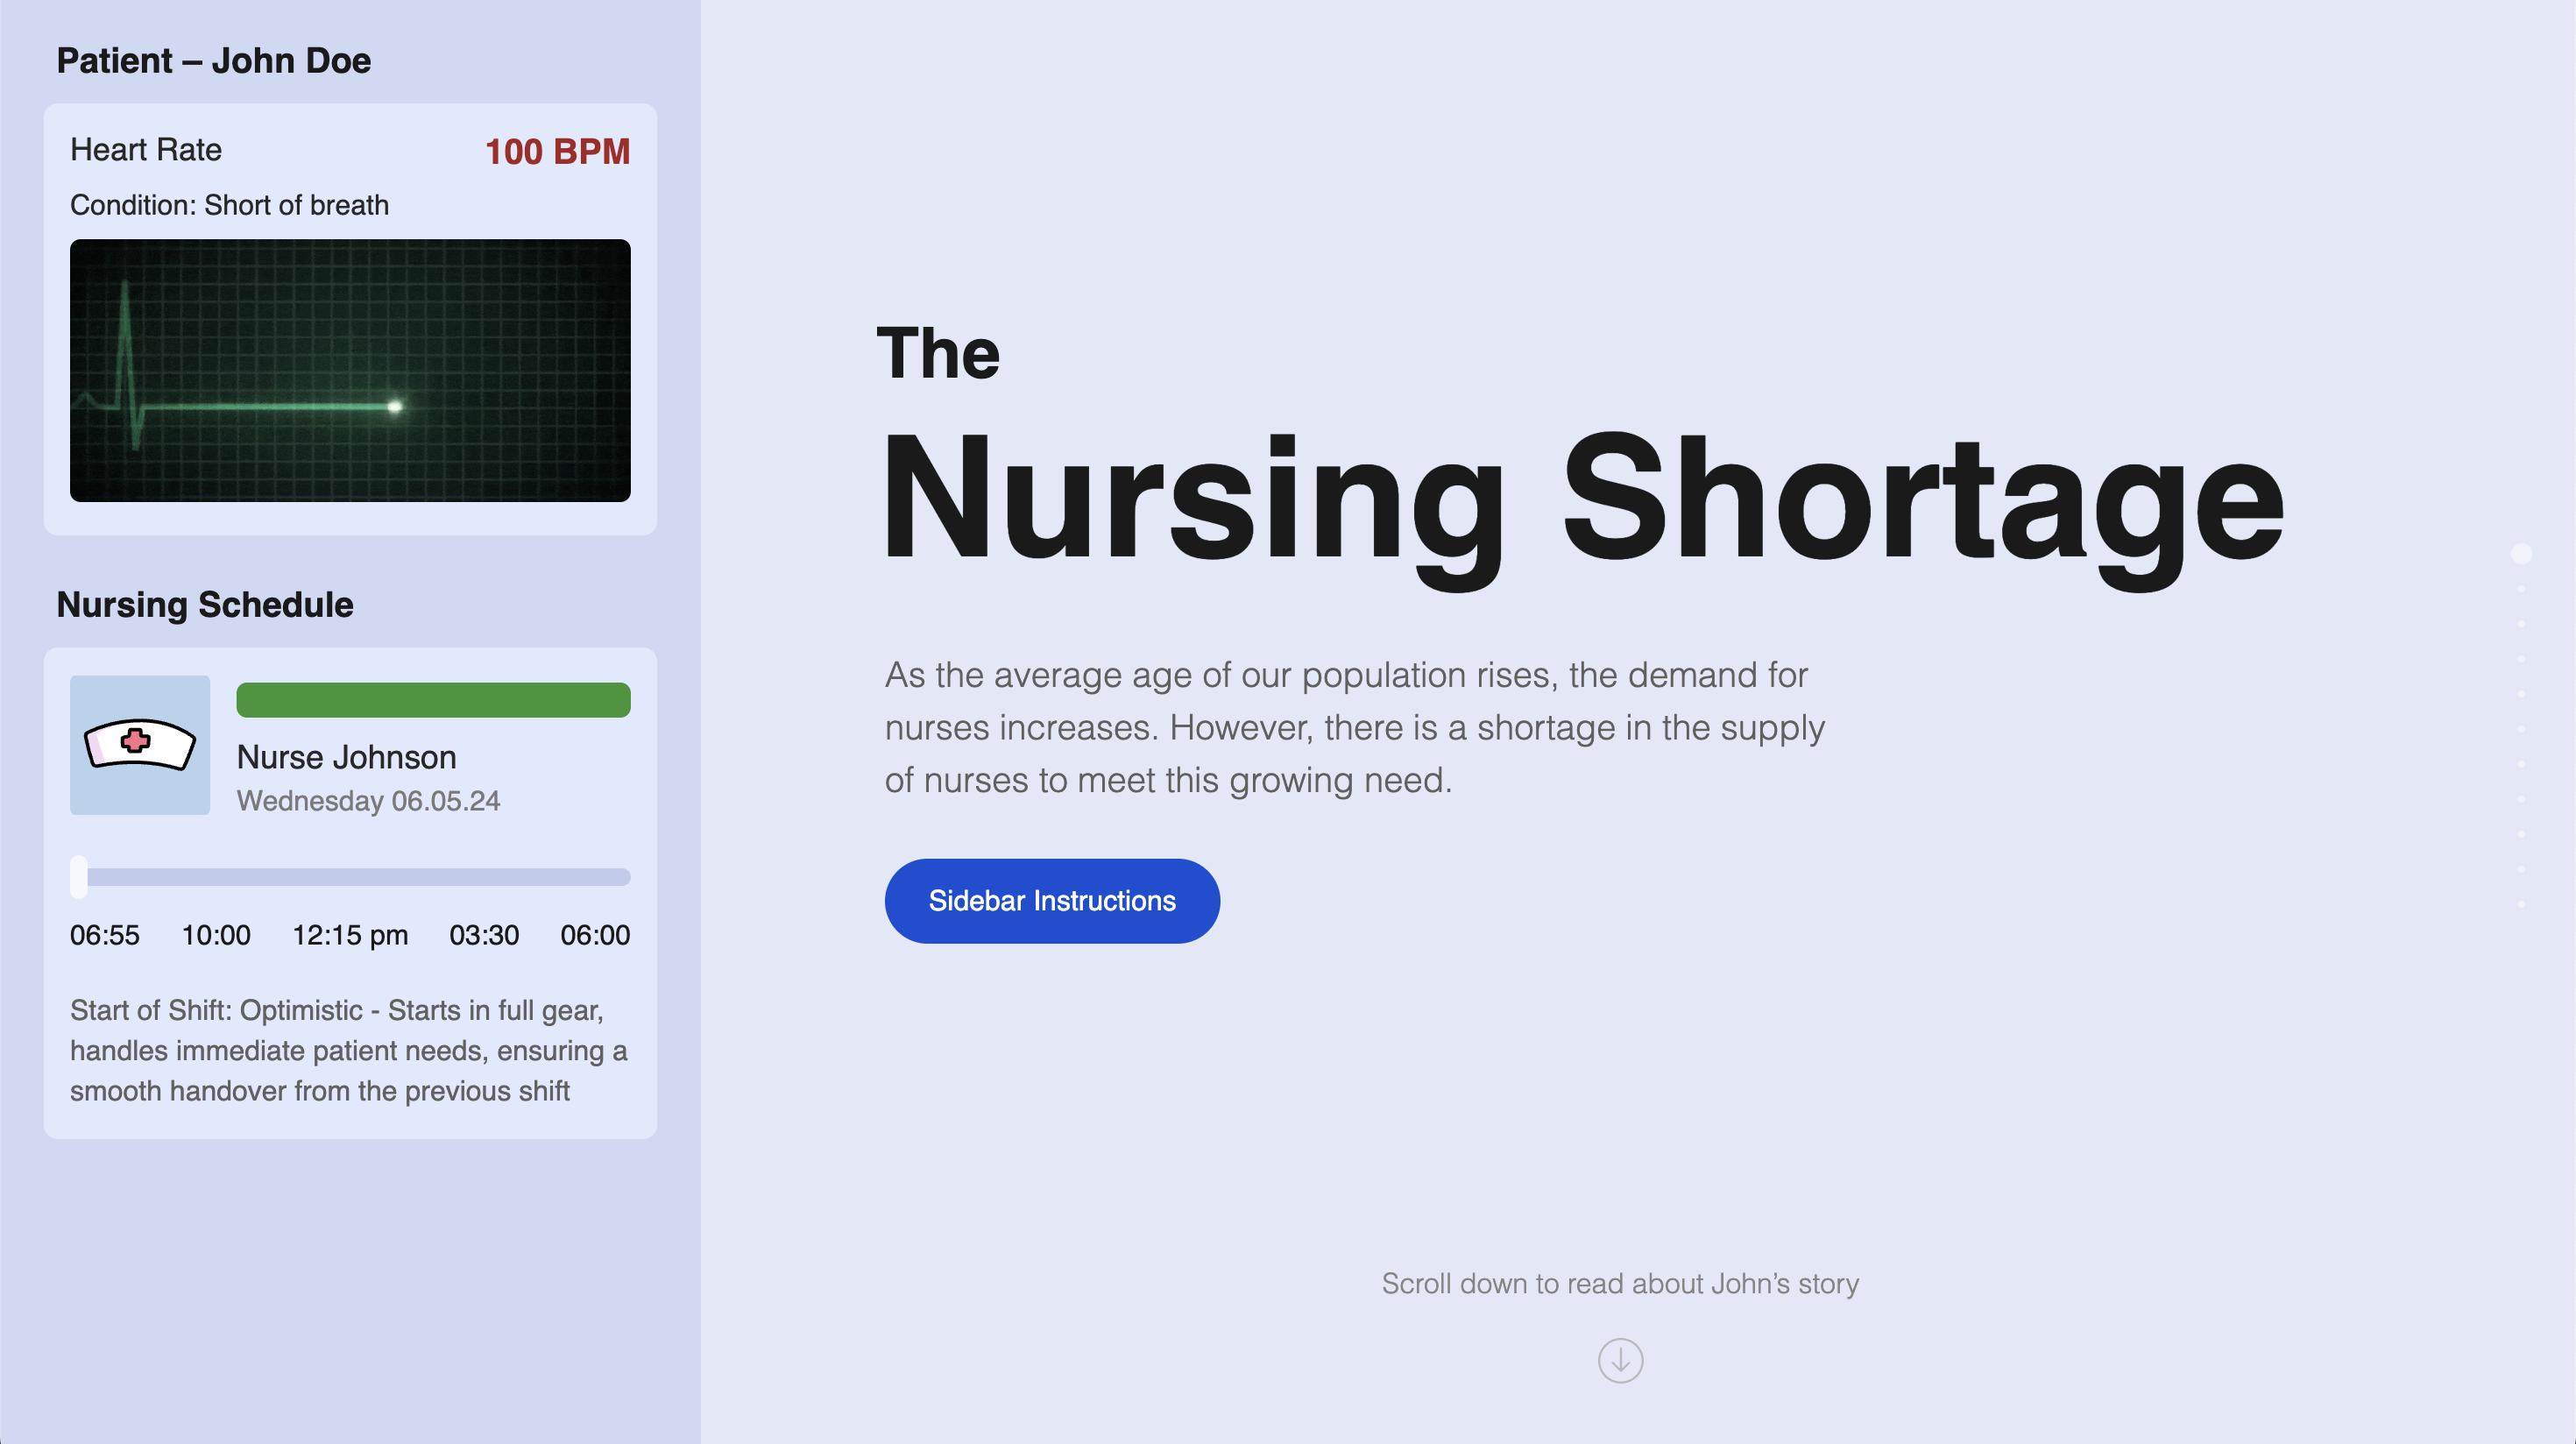 Patient – John Doe
Heart Rate
100 BPM
Condition: Short of breath
Nursing Schedule
Nurse Johnson
Wednesday 06.05.24
06:55 10:00 12:15 pm 03:30 06:00
Start of Shift: Optimistic - Starts in full gear,
handles immediate patient needs, ensuring a
smooth handover from the previous shift
The
Nursing Shortage
As the average age of our population rises, the demand for
nurses increases. However, there is a shortage in the supply
of nurses to meet this growing need.
Sidebar Instructions
Scroll down to read about John’s story